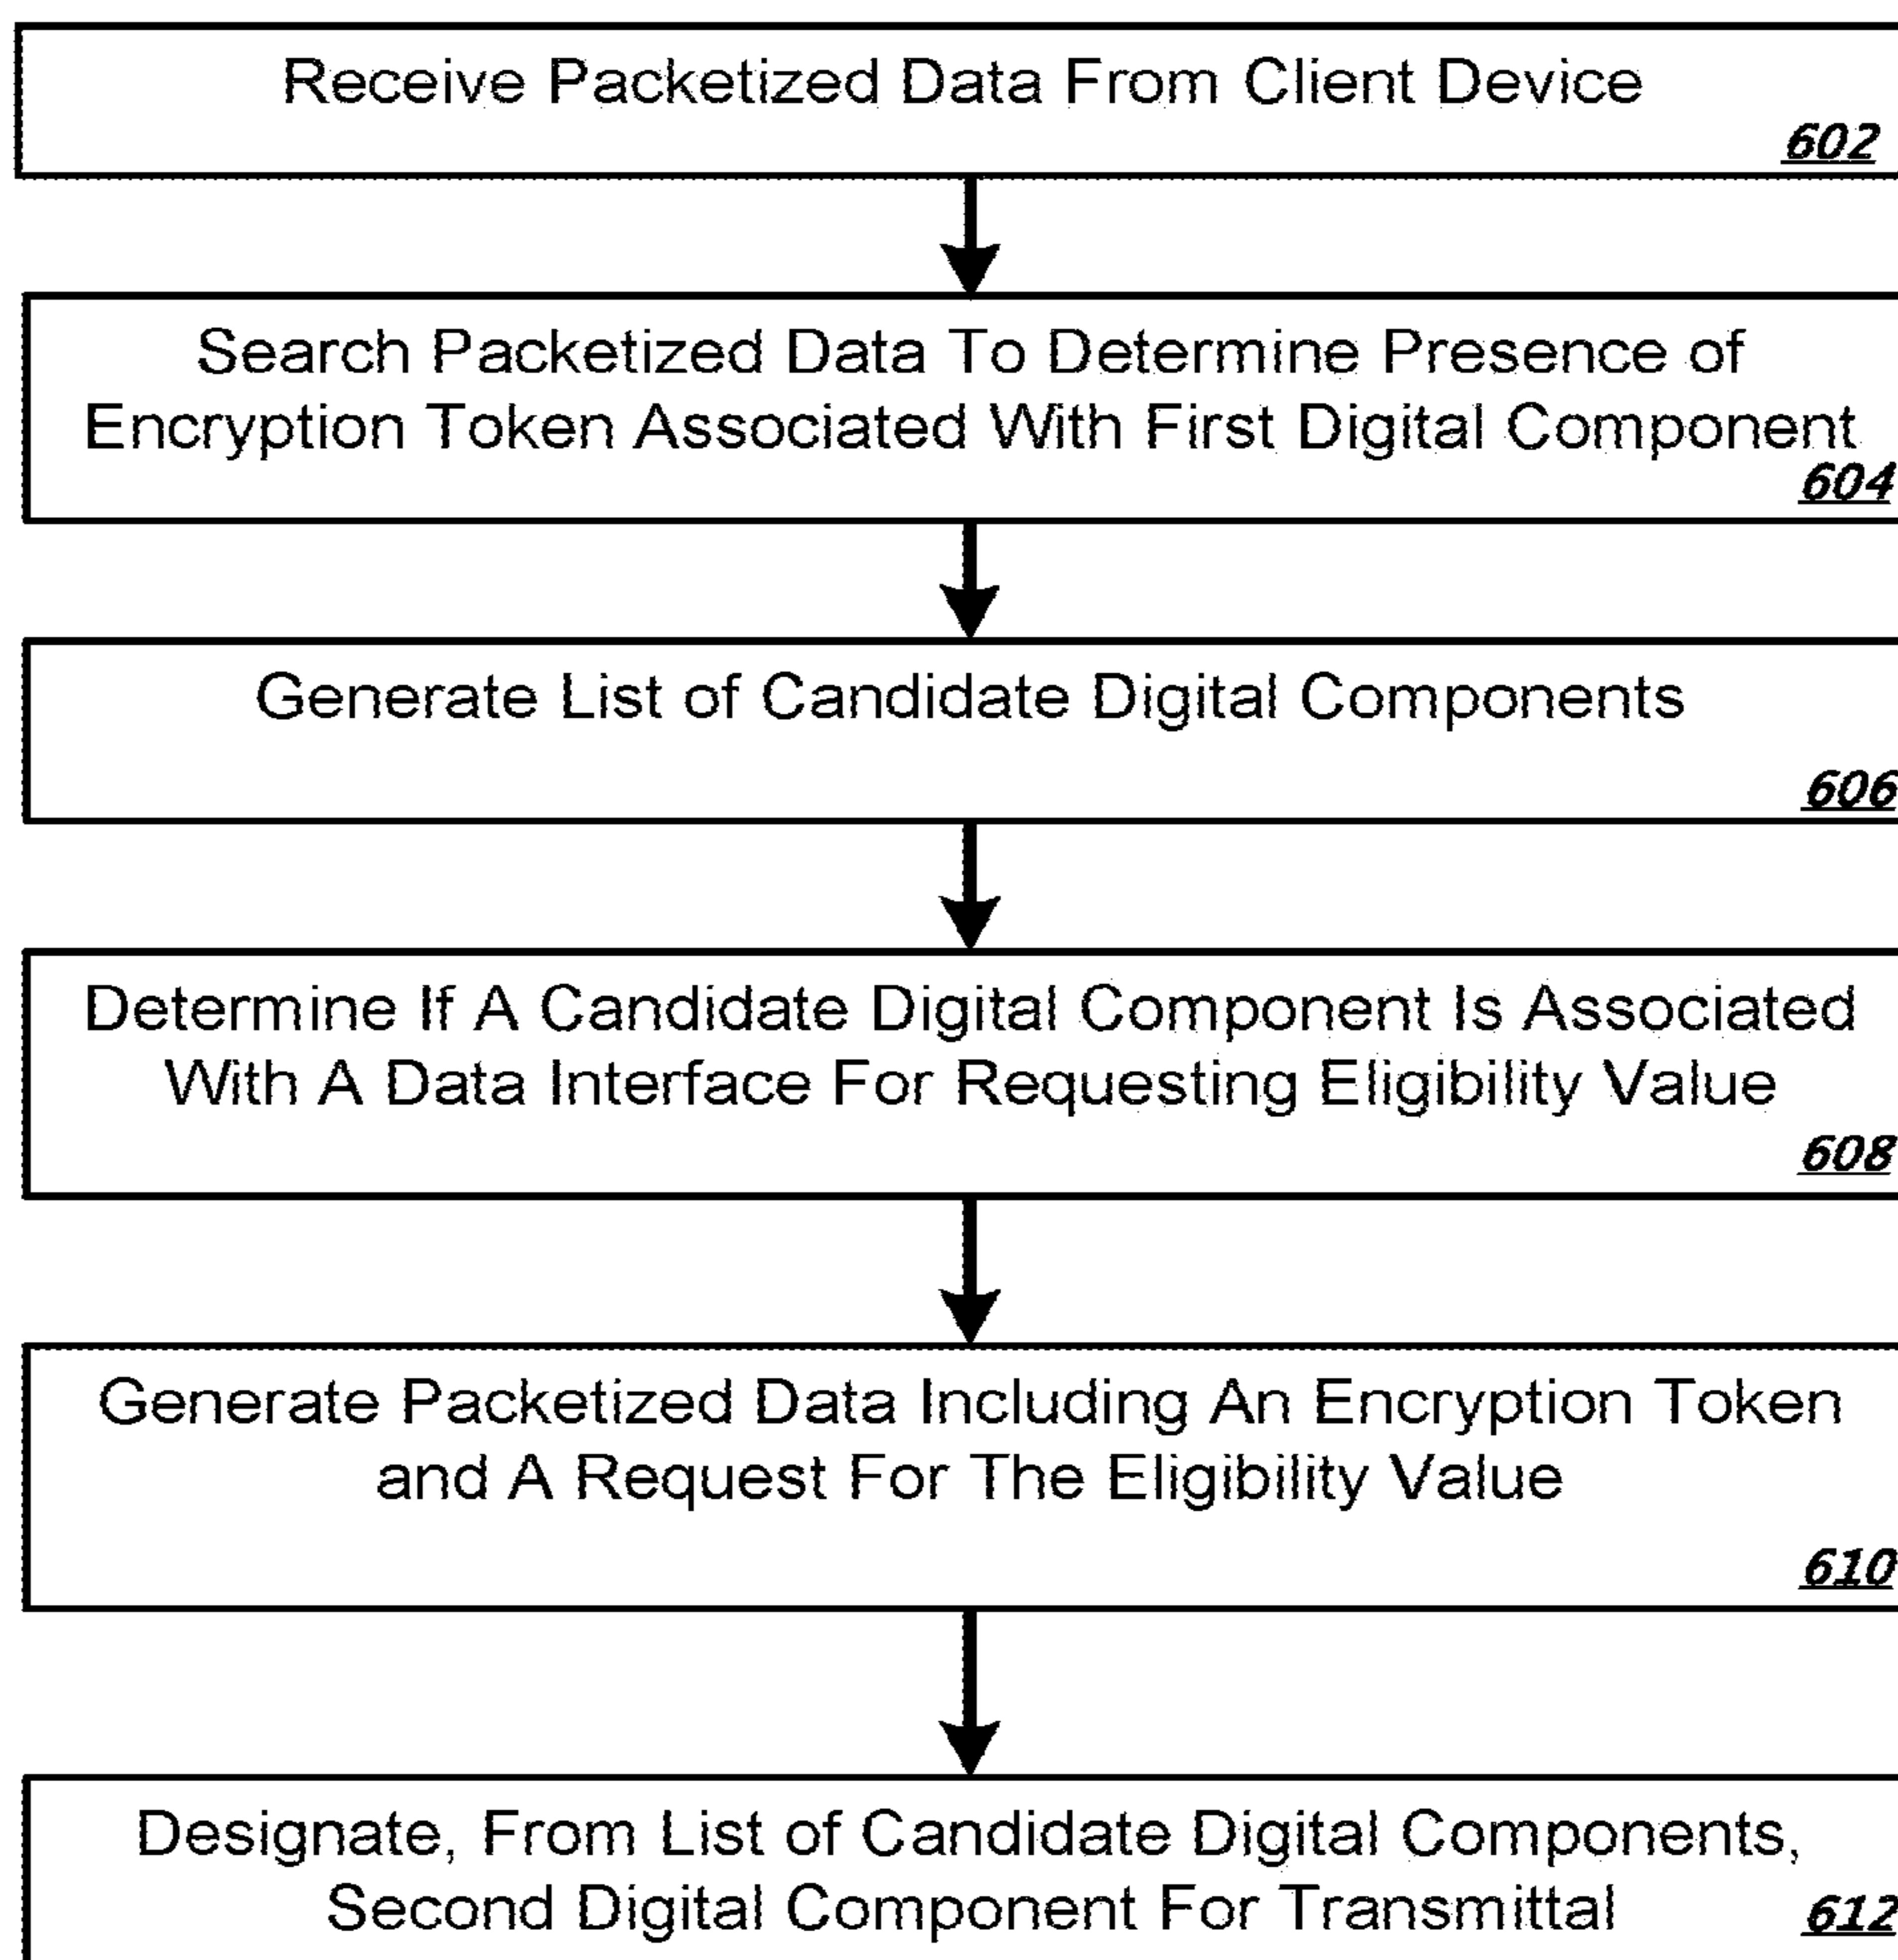 Receive Packetized Data From Client Device
602
Search Packetized Data To Determine Presence of
Encryption Token Associated With First Digital Component
604
Generate List of Candidate Digital Components
606
Determine If A Candidate Digital Component Is Associated
With A Data Interface For Requesting Eligibility Value
608
Generate Packetized Data Including An Encryption Token
and A Request For The Eligibility Value
610
Designate, From List of Candidate Digital Components,
Second Digital Component For Transmittal
612